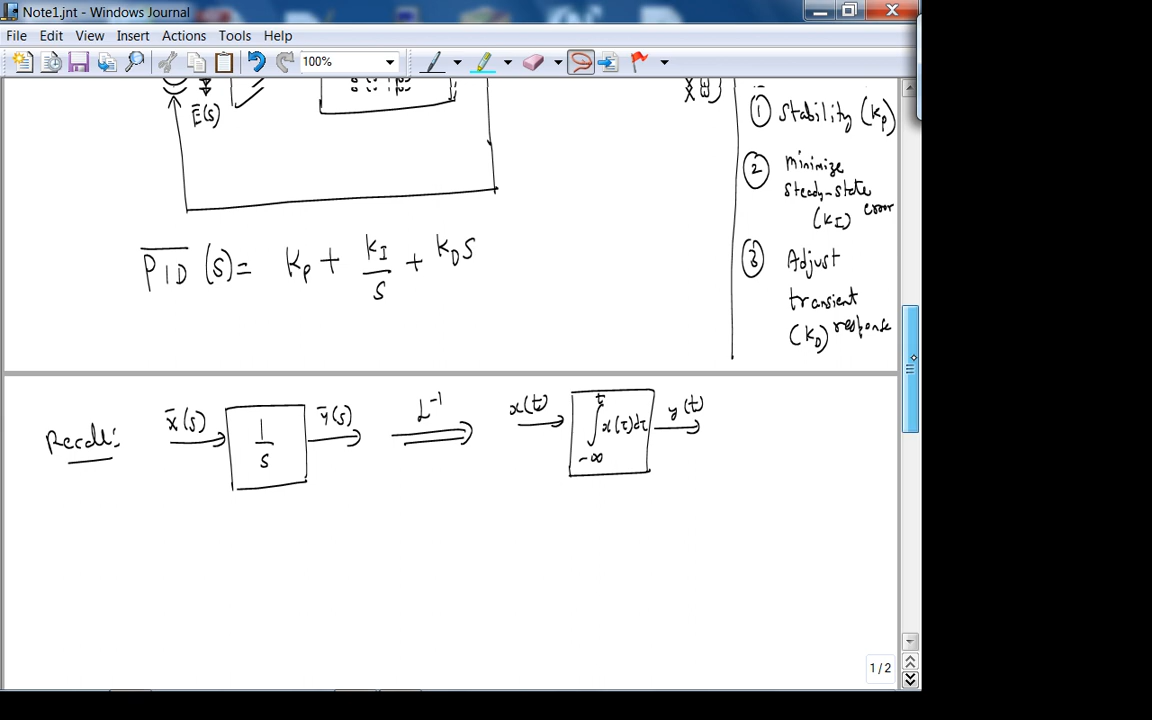 Note1.jnt - Windows Journal
File Edit View Insert Actions Tools Help
100%
E̅(s)
① Stability (Kp)
② Minimize
steady-state
error
(KI)
③ Adjust
transient
response
(KD)
P̅I̅D̅ (s) = Kp + KI/s + KDs
Recall:
x̅(s)
1/s
y̅(s)
L⁻¹
x(t)
∫_{-∞}^{t} x(τ)dτ
y(t)
1 / 2